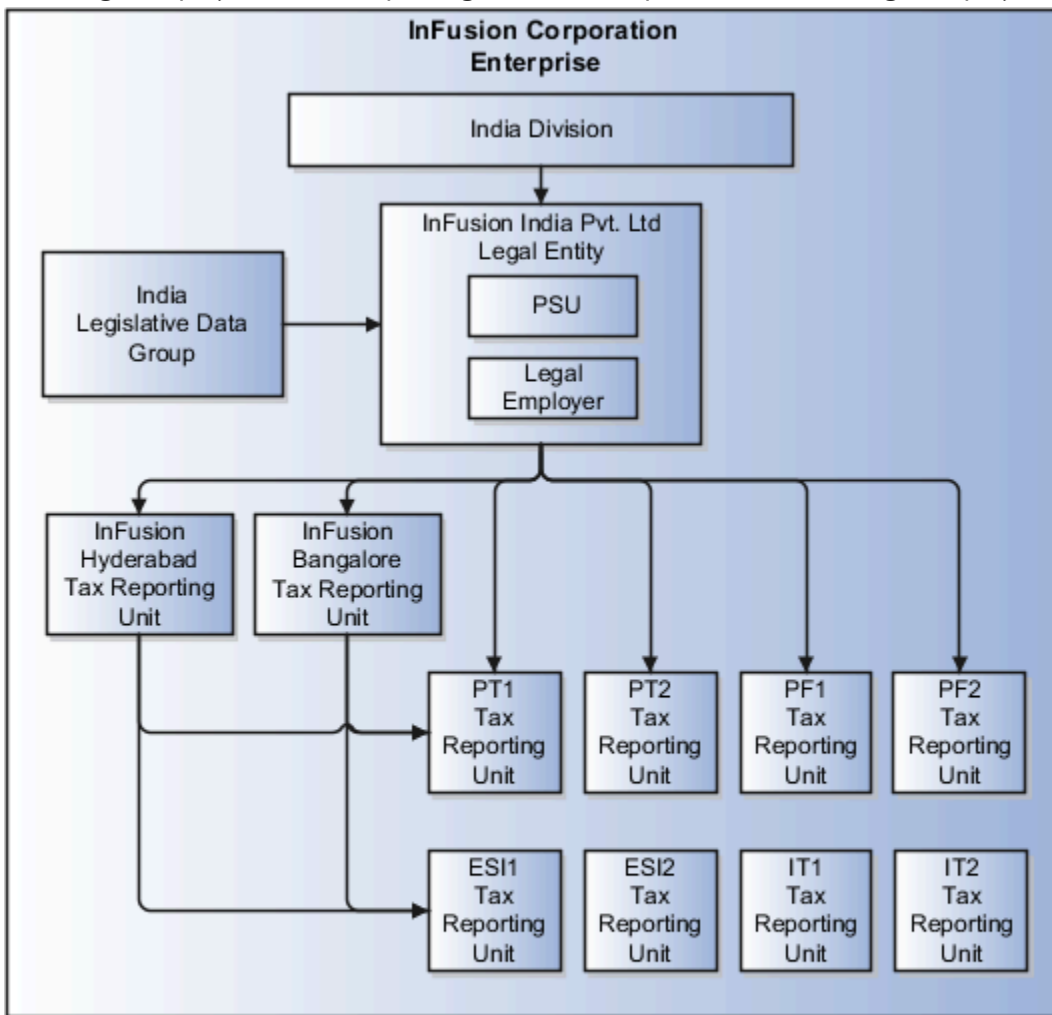 InFusion Corporation
Enterprise
India Division
InFusion India Pvt. Ltd
Legal Entity
PSU
Legal
Employer
India
Legislative Data
Group
InFusion
Hyderabad
Tax Reporting
Unit
InFusion
Bangalore
Tax Reporting
Unit
PT1
Tax
Reporting
Unit
PT2
Tax
Reporting
Unit
PF1
Tax
Reporting
Unit
PF2
Tax
Reporting
Unit
ESI1
Tax
Reporting
Unit
ESI2
Tax
Reporting
Unit
IT1
Tax
Reporting
Unit
IT2
Tax
Reporting
Unit